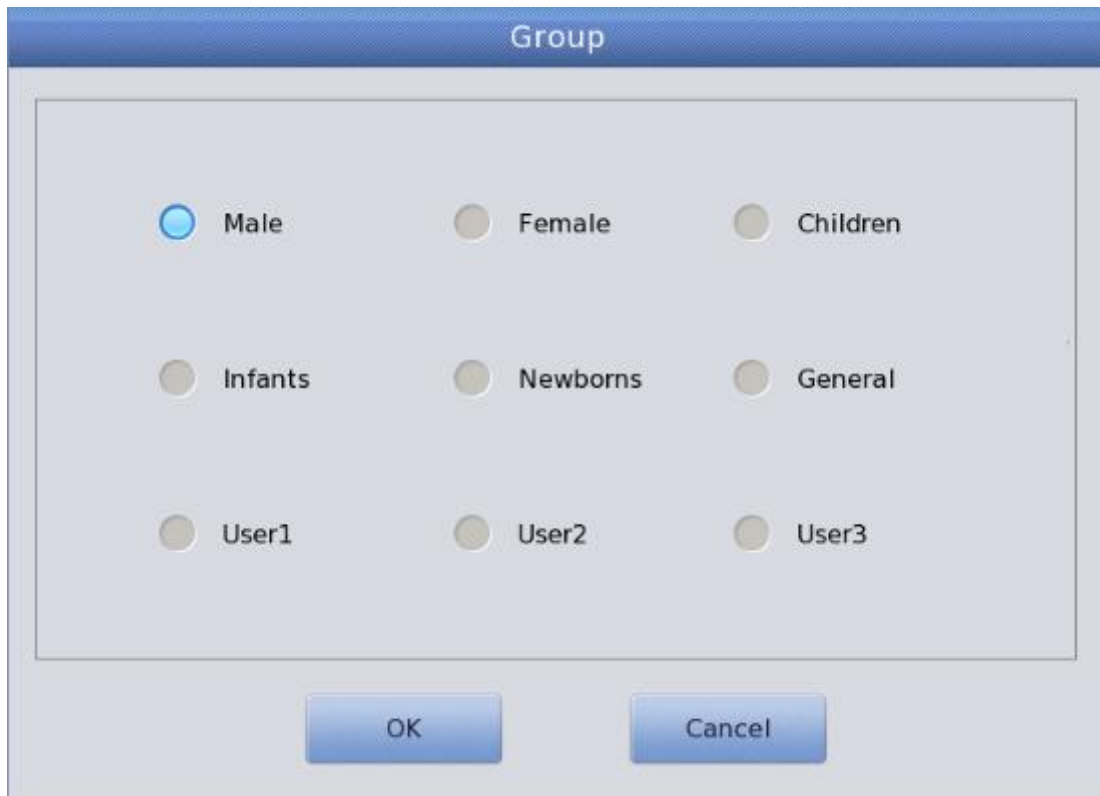 Group
Male Female Children
Infants Newborns General
User1 User2 User3
OK Cancel